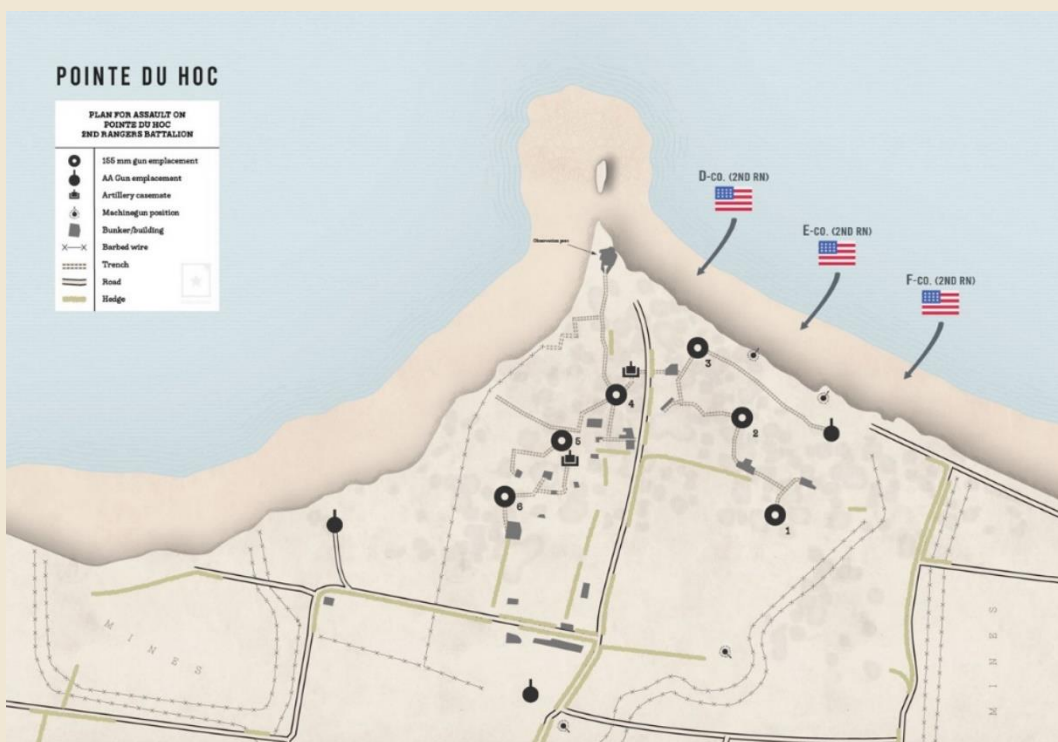 POINTE DU HOC
PLAN FOR ASSAULT ON
POINTE DU HOC
2ND RANGERS BATTALION
155 mm gun emplacement
AA Gun emplacement
Artillery casemate
Machinegun position
Bunker/building
Barbed wire
Trench
Road
Hedge
D-CO. (2ND RN)
E-CO. (2ND RN)
F-CO. (2ND RN)
Observation post
3
4
2
5
6
1
MINES
MINES